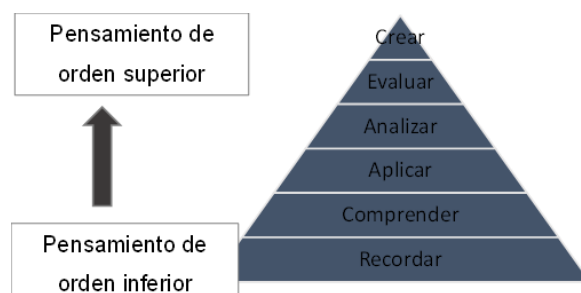 Pensamiento de
orden superior
Crear
Evaluar
Analizar
Aplicar
Comprender
Recordar
Pensamiento de
orden inferior